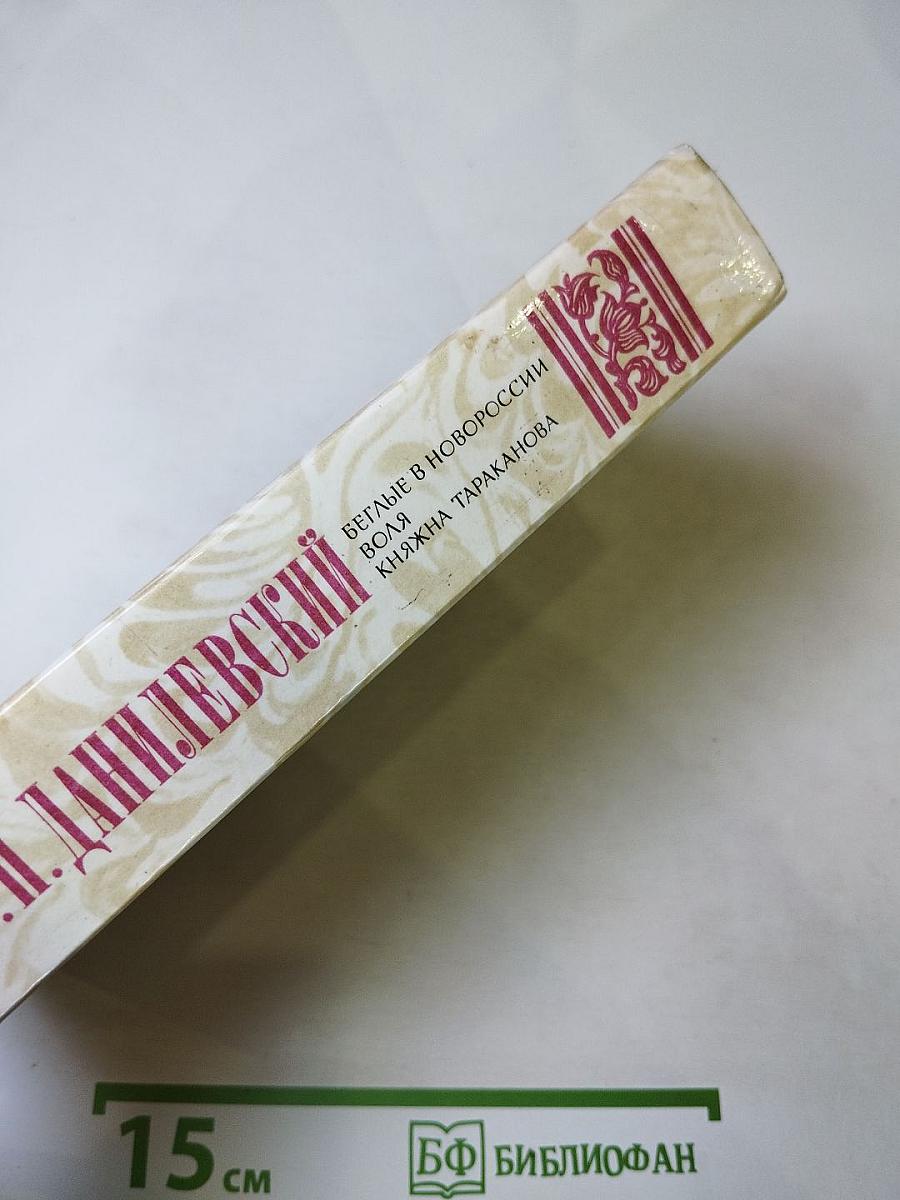 .П. ДАНИЛЕВСКИЙ
БЕГЛЫЕ В НОВОРОССИИ
ВОЛЯ
КНЯЖНА ТАРАКАНОВА
15 см
БФ БИБЛИОФАН